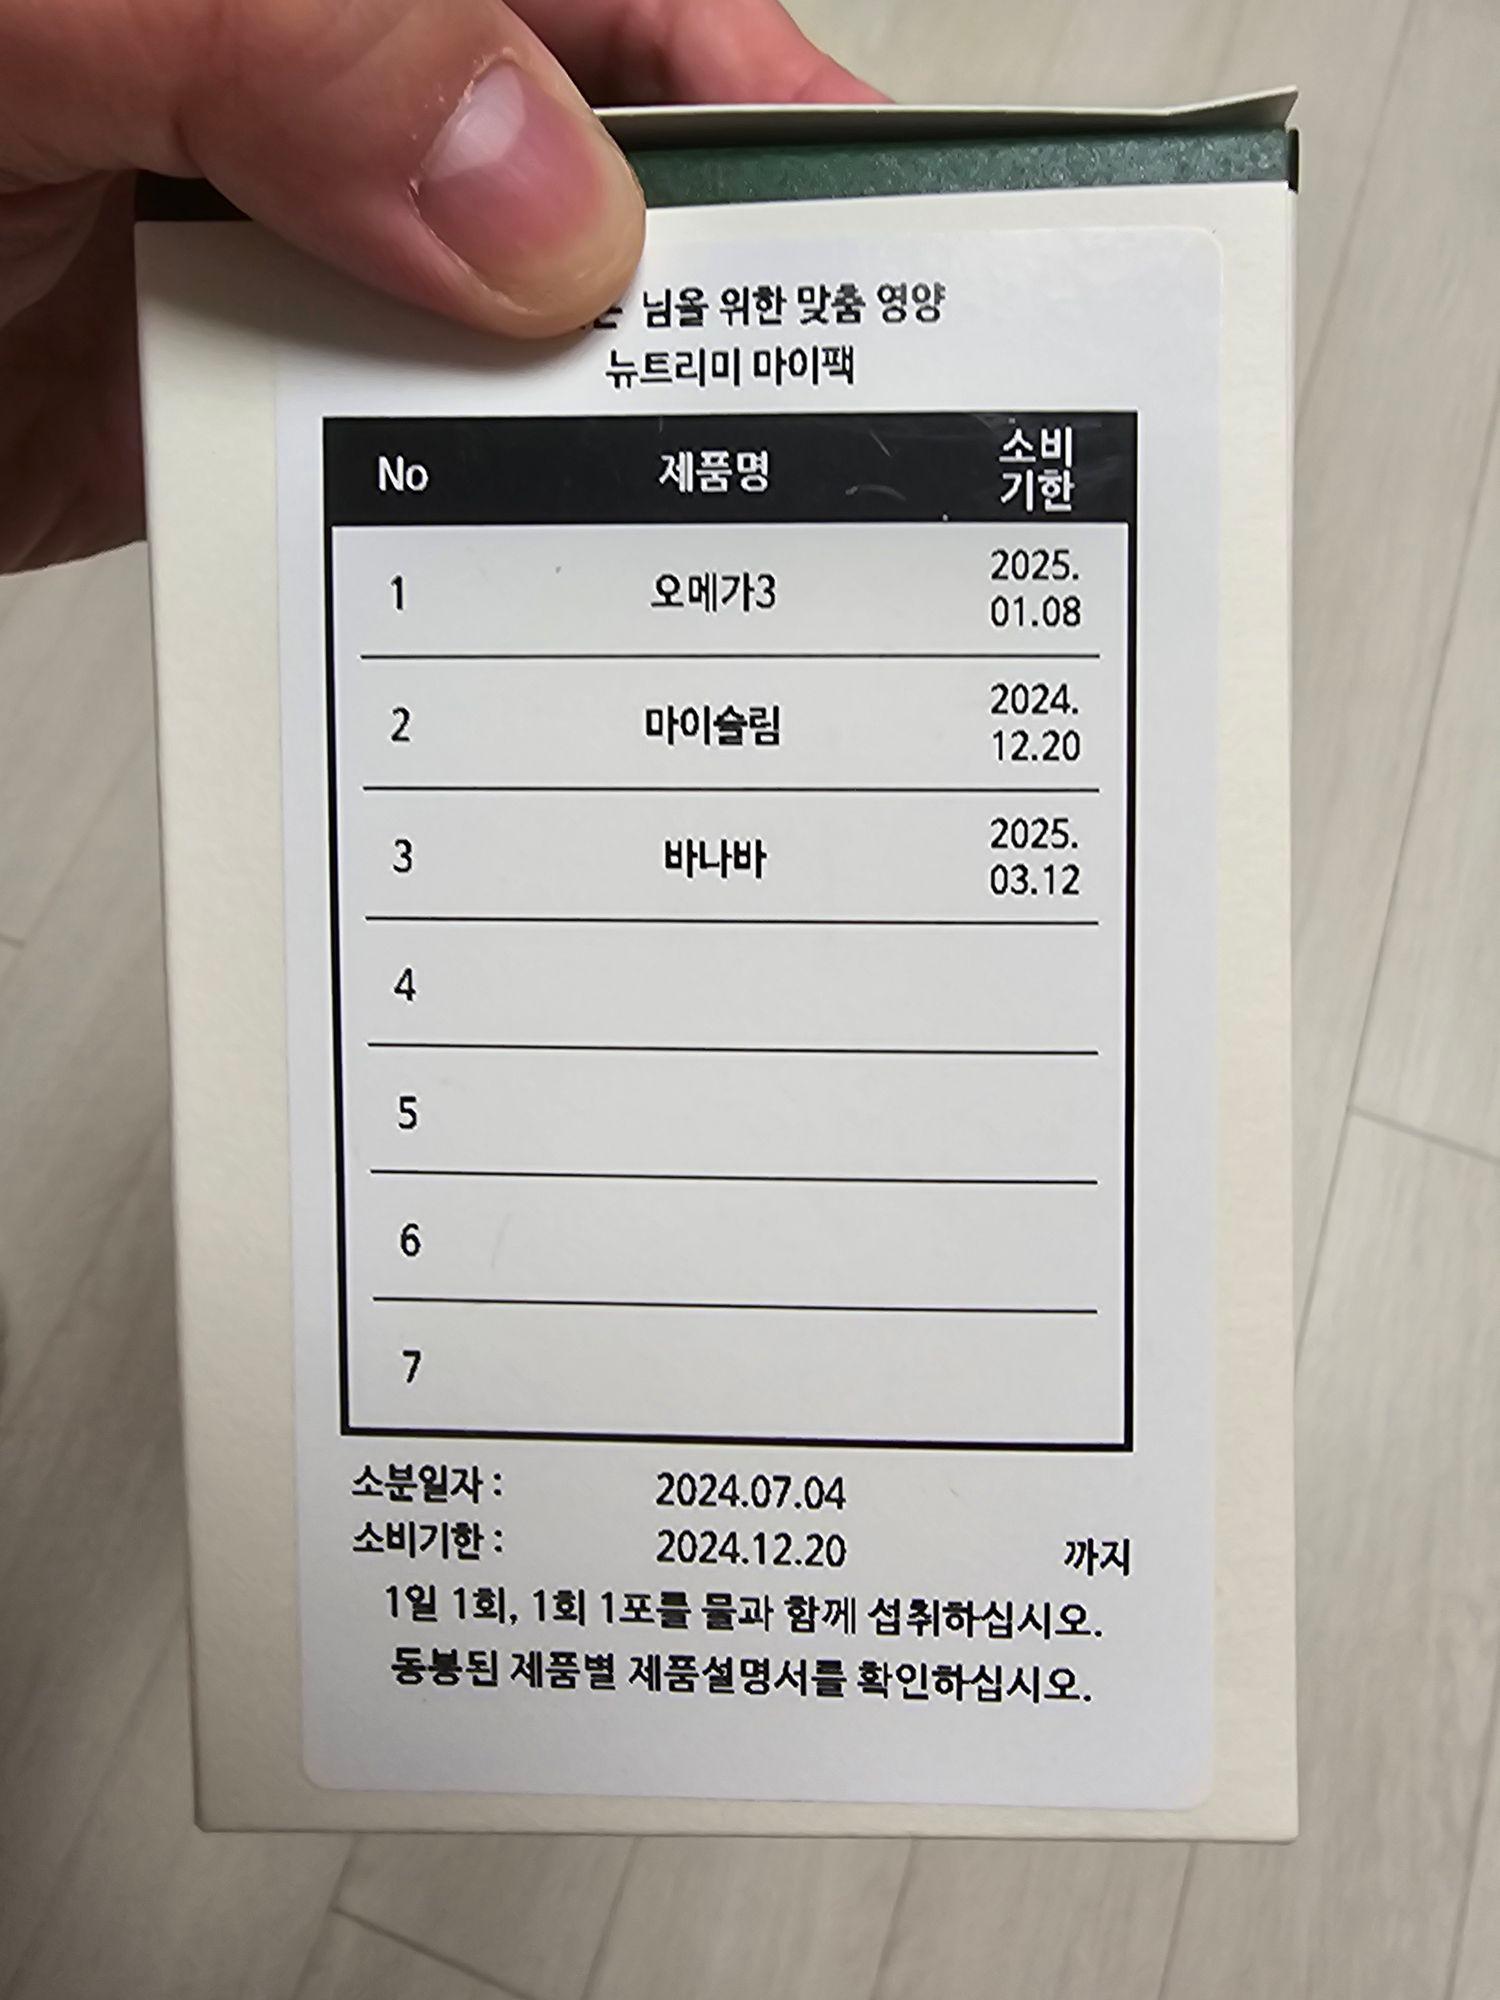 님을 위한 맞춤 영양
뉴트리미 마이팩
No 제품명 소비
기한
1 오메가3 2025.
01.08
2 마이슬림 2024.
12.20
3 바나바 2025.
03.12
4
5
6
7
소분일자 : 2024.07.04
소비기한 : 2024.12.20 까지
1일 1회, 1회 1포를 물과 함께 섭취하십시오.
동봉된 제품별 제품설명서를 확인하십시오.